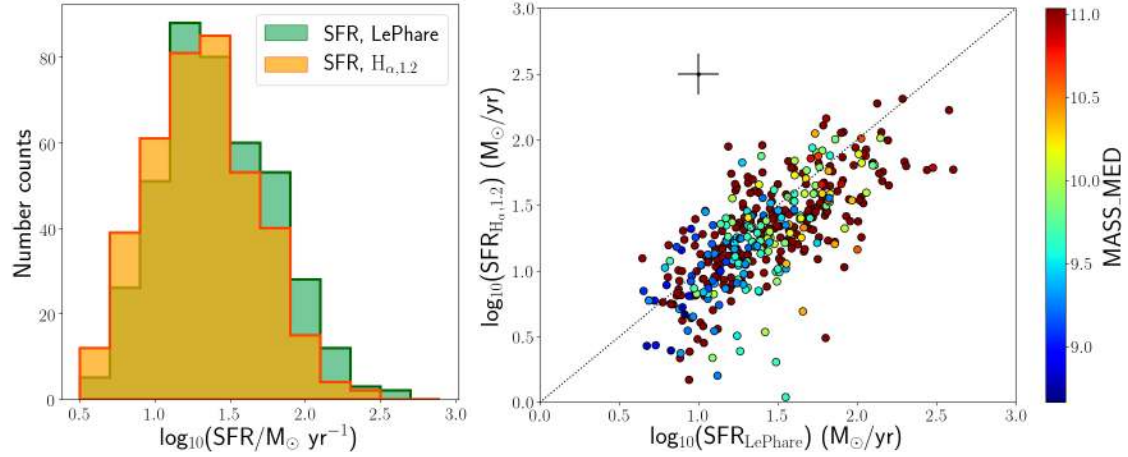 SFR, LePhare
SFR, Hα,1.2
Number counts
80
60
40
20
0
0.5 1.0 1.5 2.0 2.5 3.0
log10(SFR/M⊙ yr−1)
log10(SFRHα,1.2) (M⊙/yr)
3.0
2.5
2.0
1.5
1.0
0.5
0.0
0.0 0.5 1.0 1.5 2.0 2.5 3.0
log10(SFRLePhare) (M⊙/yr)
11.0
10.5
10.0
9.5
9.0
MASS_MED